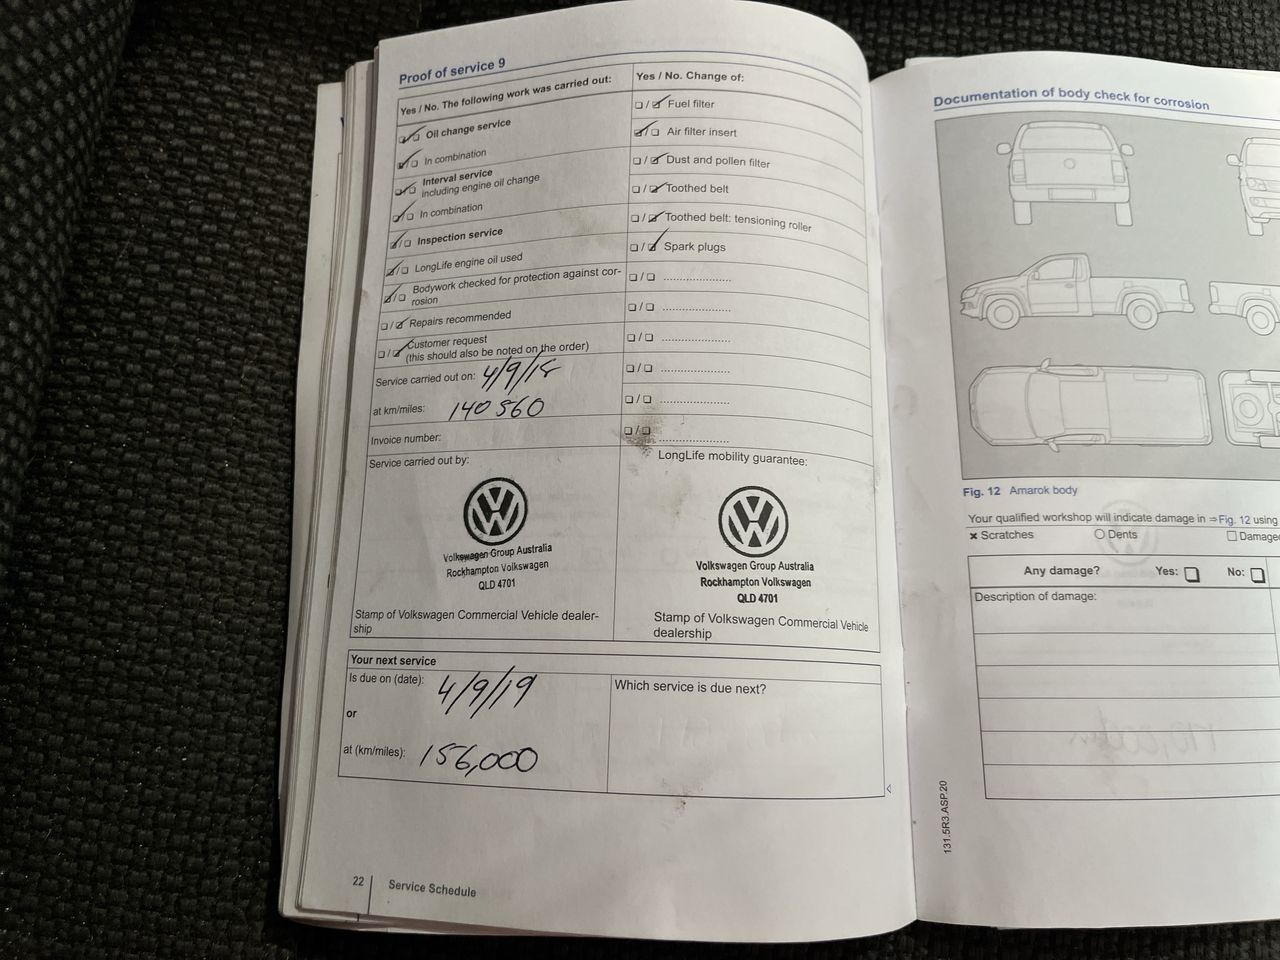 Proof of service 9
Yes / No. The following work was carried out:
Oil change service
In combination
Interval service
including engine oil change
In combination
Inspection service
LongLife engine oil used
Bodywork checked for protection against cor-
rosion
Repairs recommended
Customer request
(this should also be noted on the order)
Service carried out on: 4/9/18
at km/miles: 140 560
Invoice number:
Yes / No. Change of:
Fuel filter
Air filter insert
Dust and pollen filter
Toothed belt
Toothed belt: tensioning roller
Spark plugs
Service carried out by:
Volkswagen Group Australia
Rockhampton Volkswagen
QLD 4701
Stamp of Volkswagen Commercial Vehicle dealer-
ship
LongLife mobility guarantee:
Volkswagen Group Australia
Rockhampton Volkswagen
QLD 4701
Stamp of Volkswagen Commercial Vehicle
dealership
Your next service
Is due on (date): 4/9/19
or
at (km/miles): 156,000
Which service is due next?
22 Service Schedule
Documentation of body check for corrosion
Fig. 12 Amarok body
Your qualified workshop will indicate damage in ⇒ Fig. 12 using
× Scratches
○ Dents
□ Damage
Any damage? Yes: No:
Description of damage:
131.5R3.ASP.20